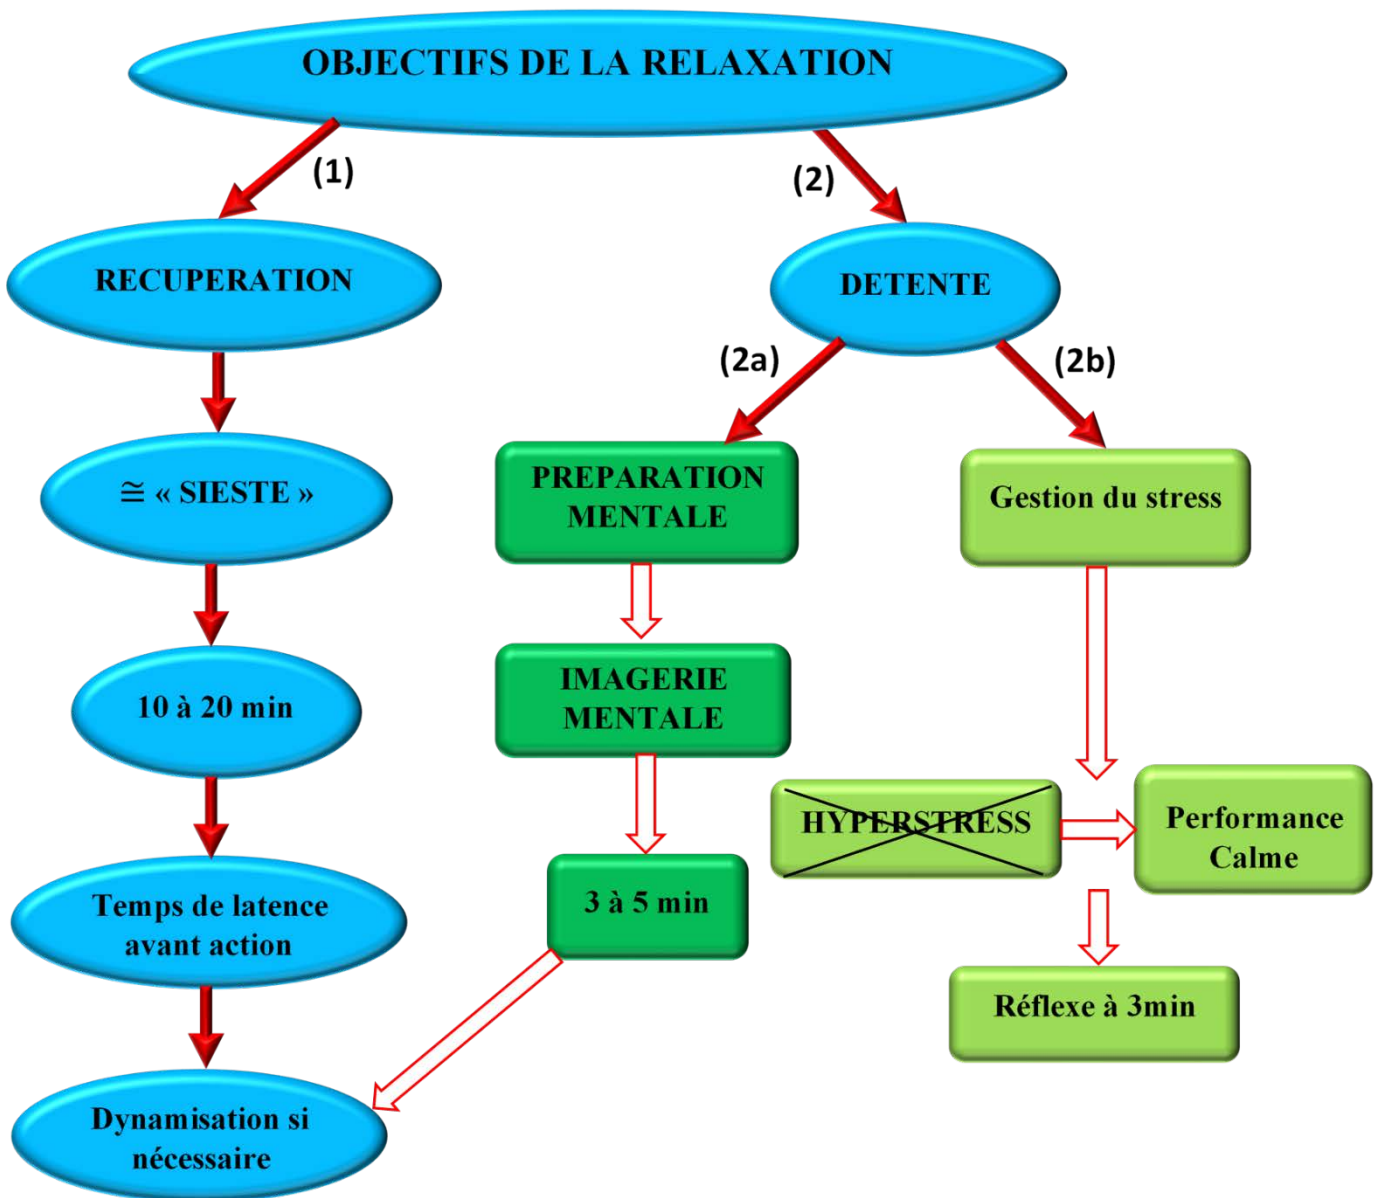 OBJECTIFS DE LA RELAXATION
(1)
(2)
RECUPERATION
DETENTE
(2a)
(2b)
≅ « SIESTE »
PREPARATION
MENTALE
Gestion du stress
10 à 20 min
IMAGERIE
MENTALE
HYPERSTRESS
Performance
Calme
Temps de latence
avant action
3 à 5 min
Réflexe à 3min
Dynamisation si
nécessaire